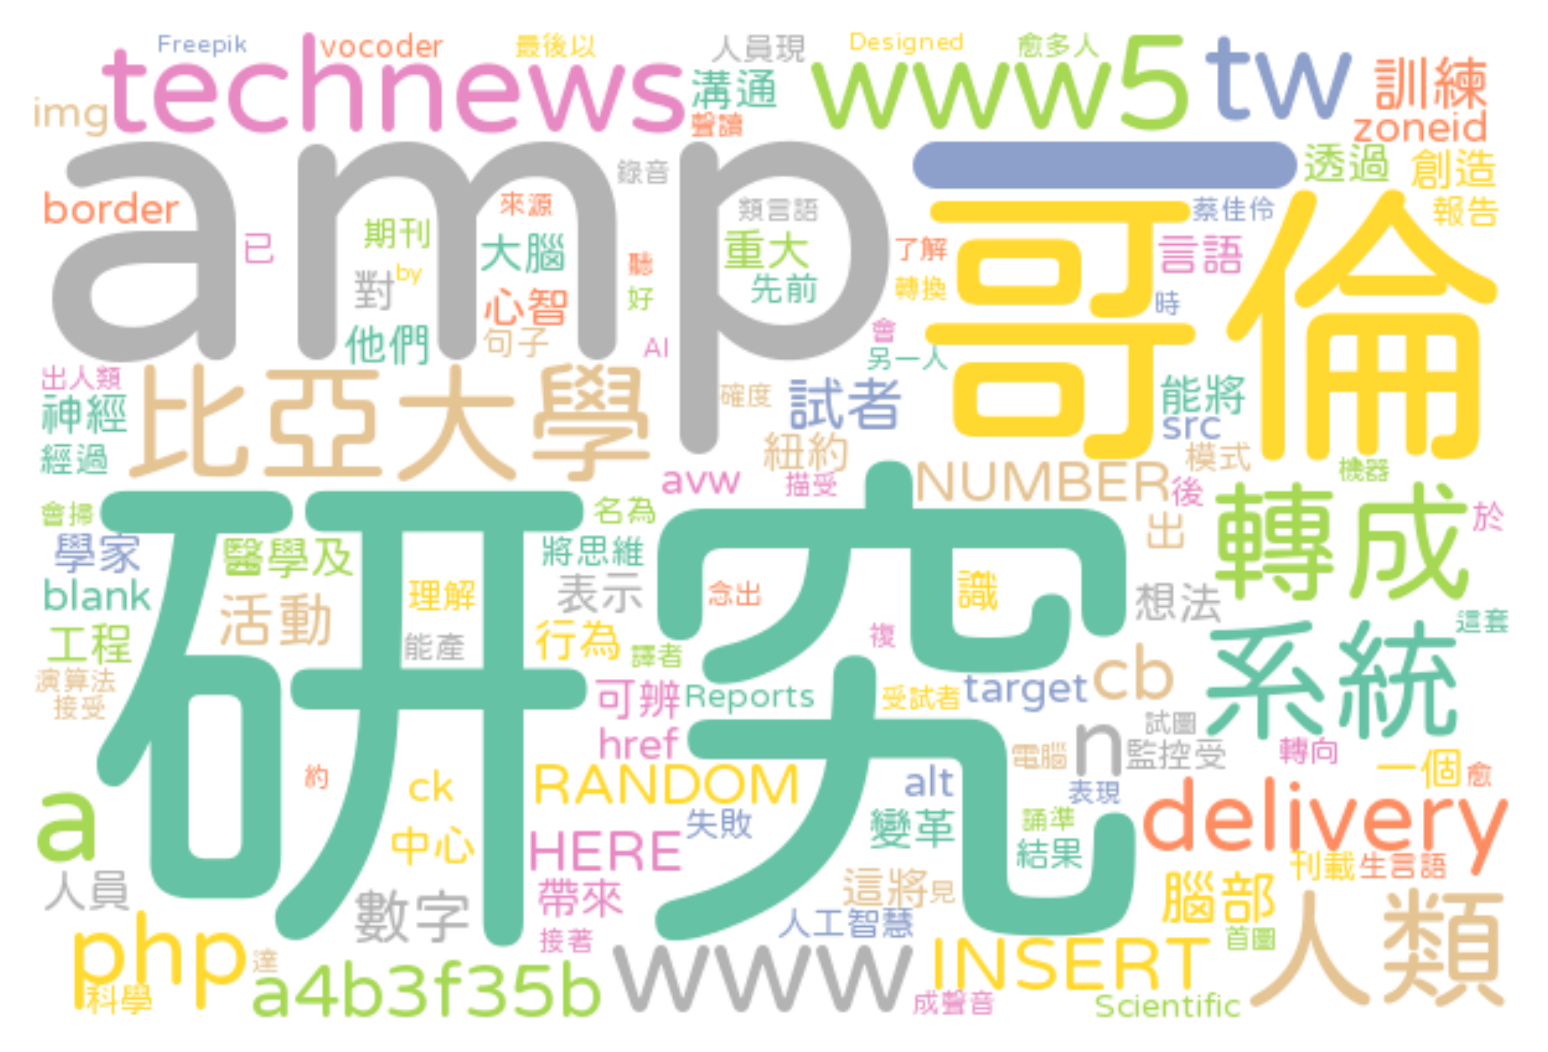 Freepik
vocoder
最後以
人員現
Designed
愈多人
technews
www5
tw
訓練
img
溝通
聲讀
zoneid
amp
一
透過
創造
錄音
border
來源
類言語
蔡佳伶
報告
已
期刊
大腦
聽
重大
了解
哥倫
言語
對
by
心智
好
先前
轉換
時
他們
句子
AI
會
另一人
出人類
比亞大學
確度
試者
能將
神經
src
經過
紐約
模式
avw
描受
NUMBER
後
機器
研究
會掃
名為
出
轉成
於
學家
醫學及
將思維
blank
活動
理解
表示
念出
識
想法
這套
工程
能產
行為
譯者
複
系統
演算法
接受
可辨
Reports
受試者
target
cb
href
電腦
n
試圖
監控受
轉向
約
ck
RANDOM
alt
表現
一個
愈
a
中心
HERE
失敗
變革
誦準
delivery
結果
刊載
生言語
人員
數字
帶來
這將
見
腦部
人類
人工智慧
首圖
php
達
接著
www
INSERT
科學
a4b3f35b
成聲音
Scientific